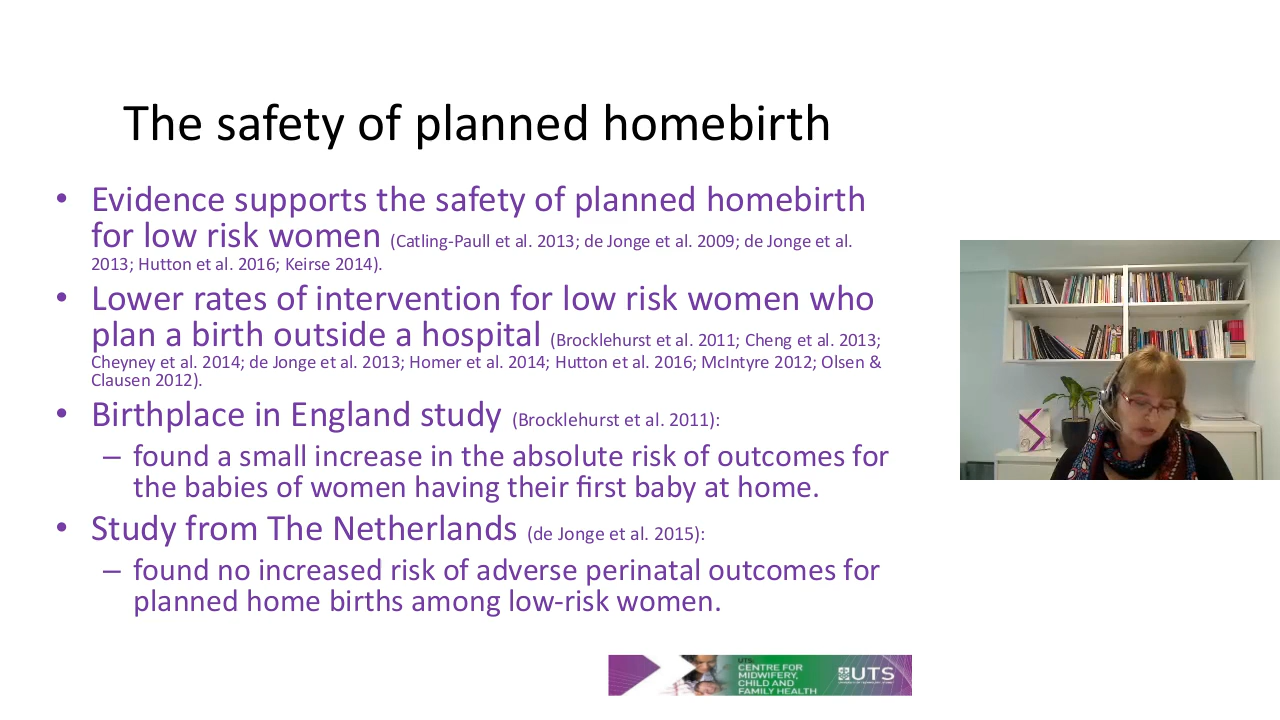 The safety of planned homebirth
• Evidence supports the safety of planned homebirth
for low risk women (Catling-Paull et al. 2013; de Jonge et al. 2009; de Jonge et al.
2013; Hutton et al. 2016; Keirse 2014).
• Lower rates of intervention for low risk women who
plan a birth outside a hospital (Brocklehurst et al. 2011; Cheng et al. 2013;
Cheyney et al. 2014; de Jonge et al. 2013; Homer et al. 2014; Hutton et al. 2016; McIntyre 2012; Olsen &
Clausen 2012).
• Birthplace in England study (Brocklehurst et al. 2011):
– found a small increase in the absolute risk of outcomes for
the babies of women having their first baby at home.
• Study from The Netherlands (de Jonge et al. 2015):
– found no increased risk of adverse perinatal outcomes for
planned home births among low-risk women.
UTS:
CENTRE FOR
MIDWIFERY,
CHILD AND
FAMILY HEALTH
UTS